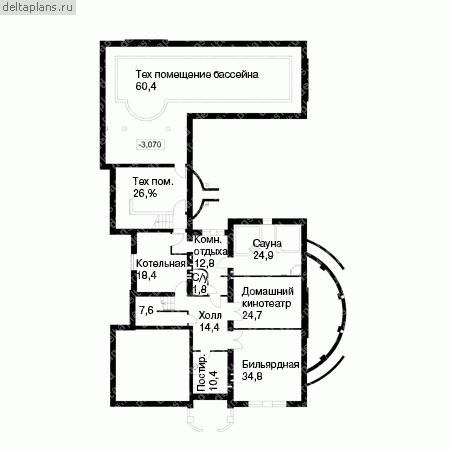 deltaplans.ru
Тех помещение бассейна
60,4
-3,070
Тех пом.
26,%
Комн.
отдыха
12,8
Сауна
24,9
Котельная
18,4
С/у
1,8
Домашний
кинотеатр
24,7
7,6
Холл
14,4
Постир.
10,4
Бильярдная
34,8